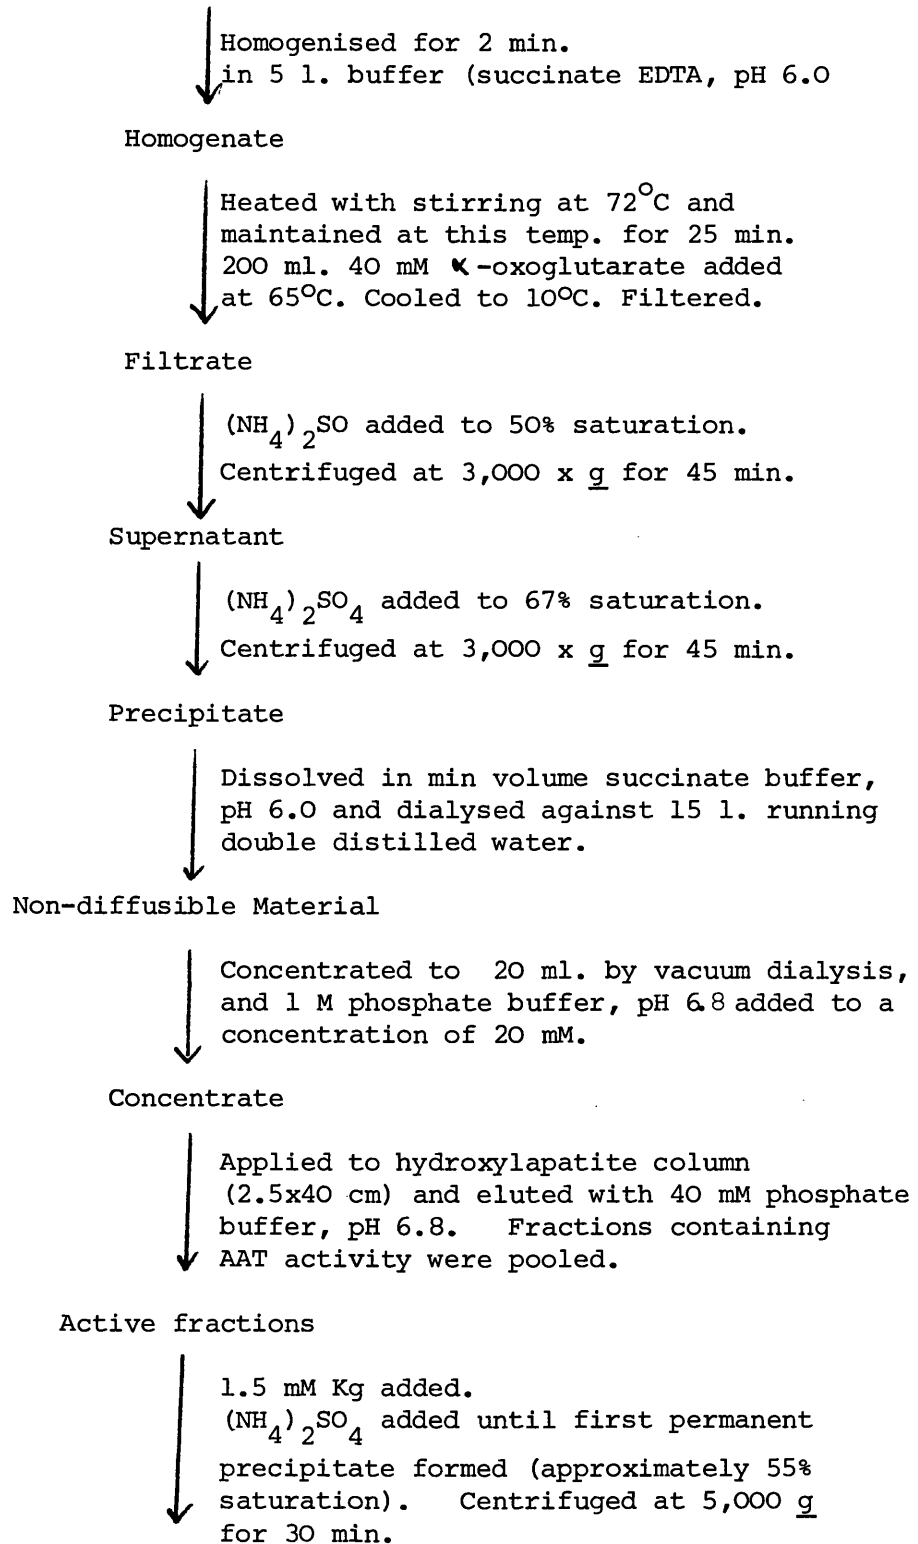 Homogenised for 2 min.
in 5 l. buffer (succinate EDTA, pH 6.0
Homogenate
Heated with stirring at 72°C and
maintained at this temp. for 25 min.
200 ml. 40 mM ∝-oxoglutarate added
at 65°C. Cooled to 10°C. Filtered.
Filtrate
(NH4)2SO added to 50% saturation.
Centrifuged at 3,000 x g for 45 min.
Supernatant
(NH4)2SO4 added to 67% saturation.
Centrifuged at 3,000 x g for 45 min.
Precipitate
Dissolved in min volume succinate buffer,
pH 6.0 and dialysed against 15 l. running
double distilled water.
Non-diffusible Material
Concentrated to 20 ml. by vacuum dialysis,
and 1 M phosphate buffer, pH 6.8 added to a
concentration of 20 mM.
Concentrate
Applied to hydroxylapatite column
(2.5x40 cm) and eluted with 40 mM phosphate
buffer, pH 6.8. Fractions containing
AAT activity were pooled.
Active fractions
1.5 mM Kg added.
(NH4)2SO4 added until first permanent
precipitate formed (approximately 55%
saturation). Centrifuged at 5,000 g
for 30 min.